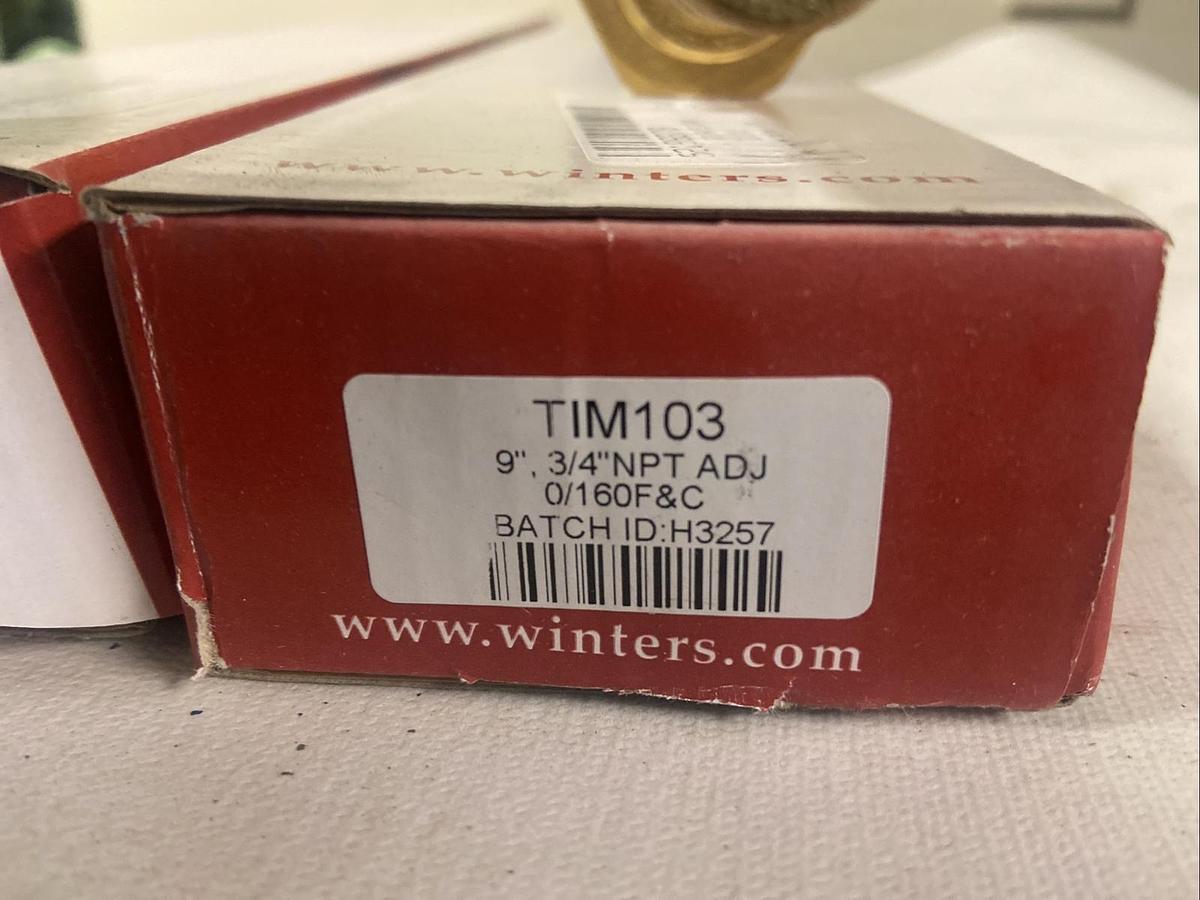 www.winters.com
TIM103
9", 3/4"NPT ADJ
0/160F&C
BATCH ID:H3257
www.winters.com